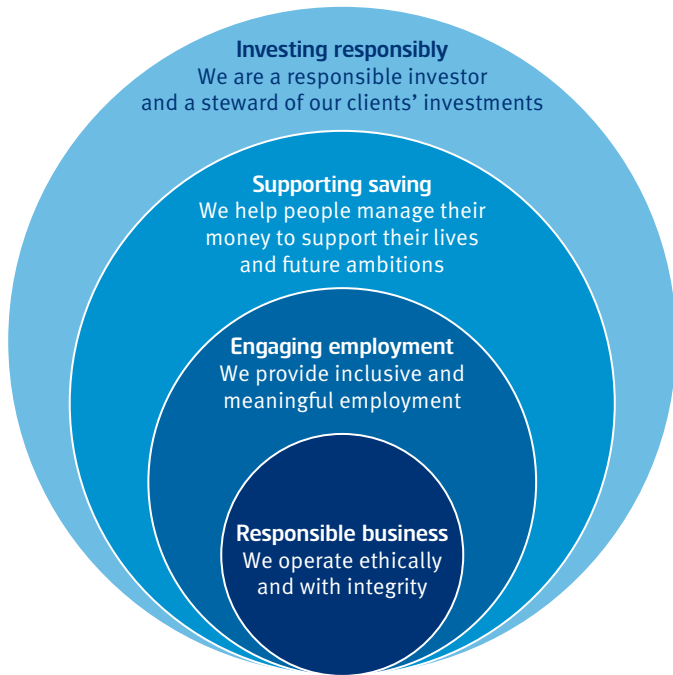 Investing responsibly
We are a responsible investor
and a steward of our clients’ investments
Supporting saving
We help people manage their
money to support their lives
and future ambitions
Engaging employment
We provide inclusive and
meaningful employment
Responsible business
We operate ethically
and with integrity